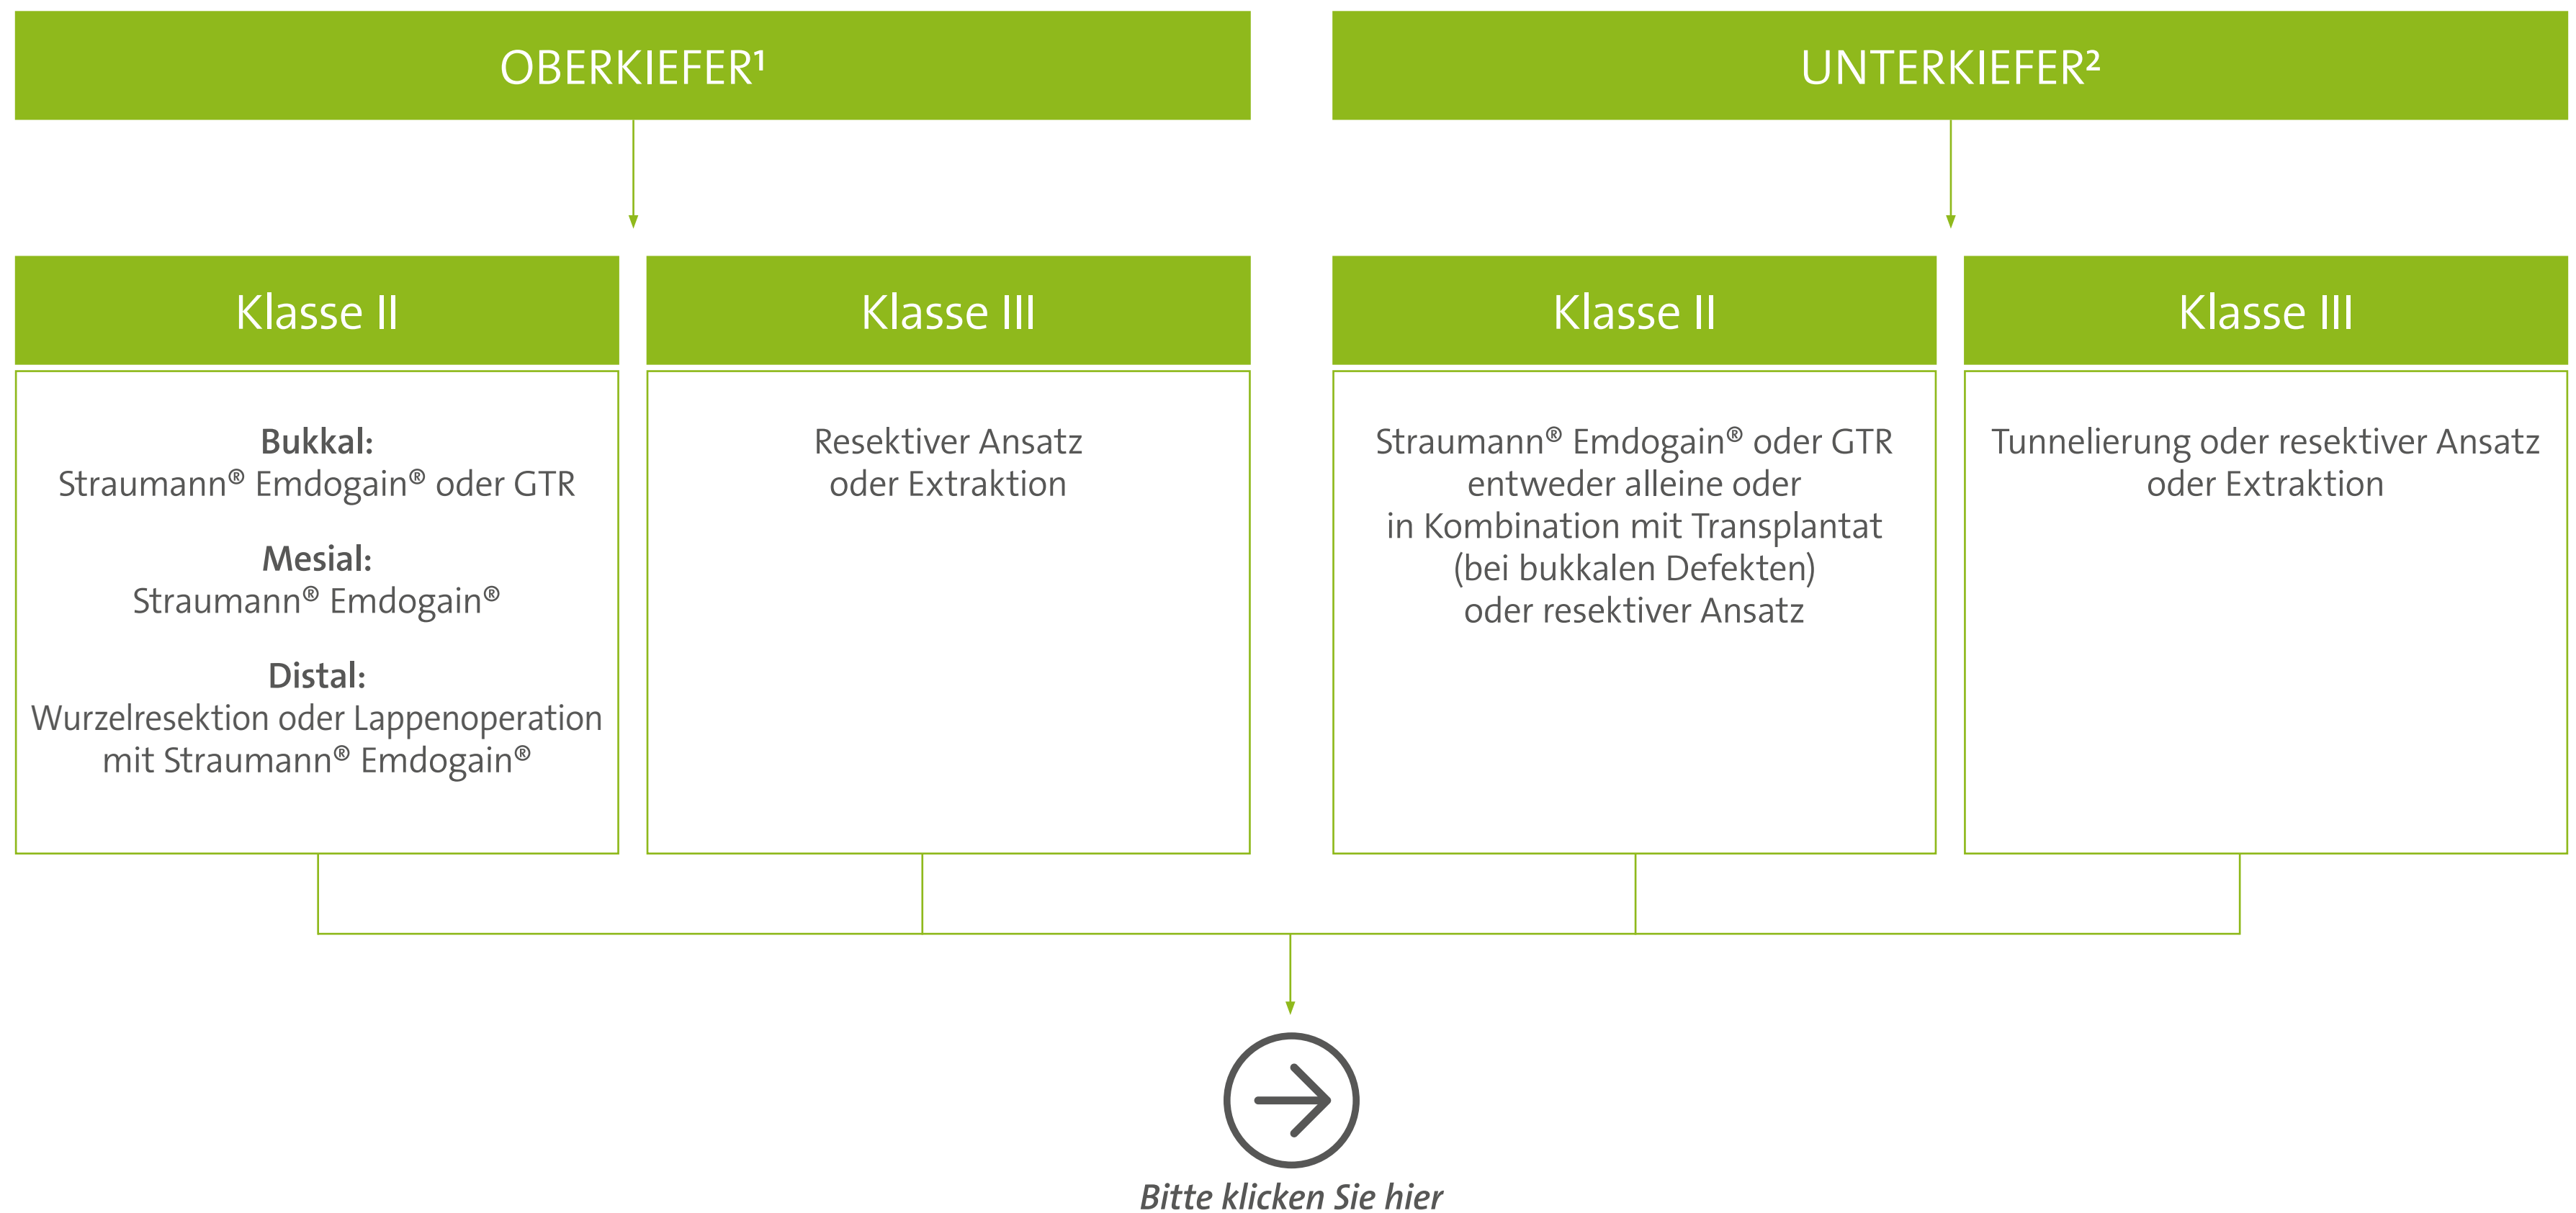 OBERKIEFER¹
UNTERKIEFER²
Klasse II
Klasse III
Klasse II
Klasse III
Bukkal:
Straumann® Emdogain® oder GTR
Mesial:
Straumann® Emdogain®
Distal:
Wurzelresektion oder Lappenoperation
mit Straumann® Emdogain®
Resektiver Ansatz
oder Extraktion
Straumann® Emdogain® oder GTR
entweder alleine oder
in Kombination mit Transplantat
(bei bukkalen Defekten)
oder resektiver Ansatz
Tunnelierung oder resektiver Ansatz
oder Extraktion
Bitte klicken Sie hier